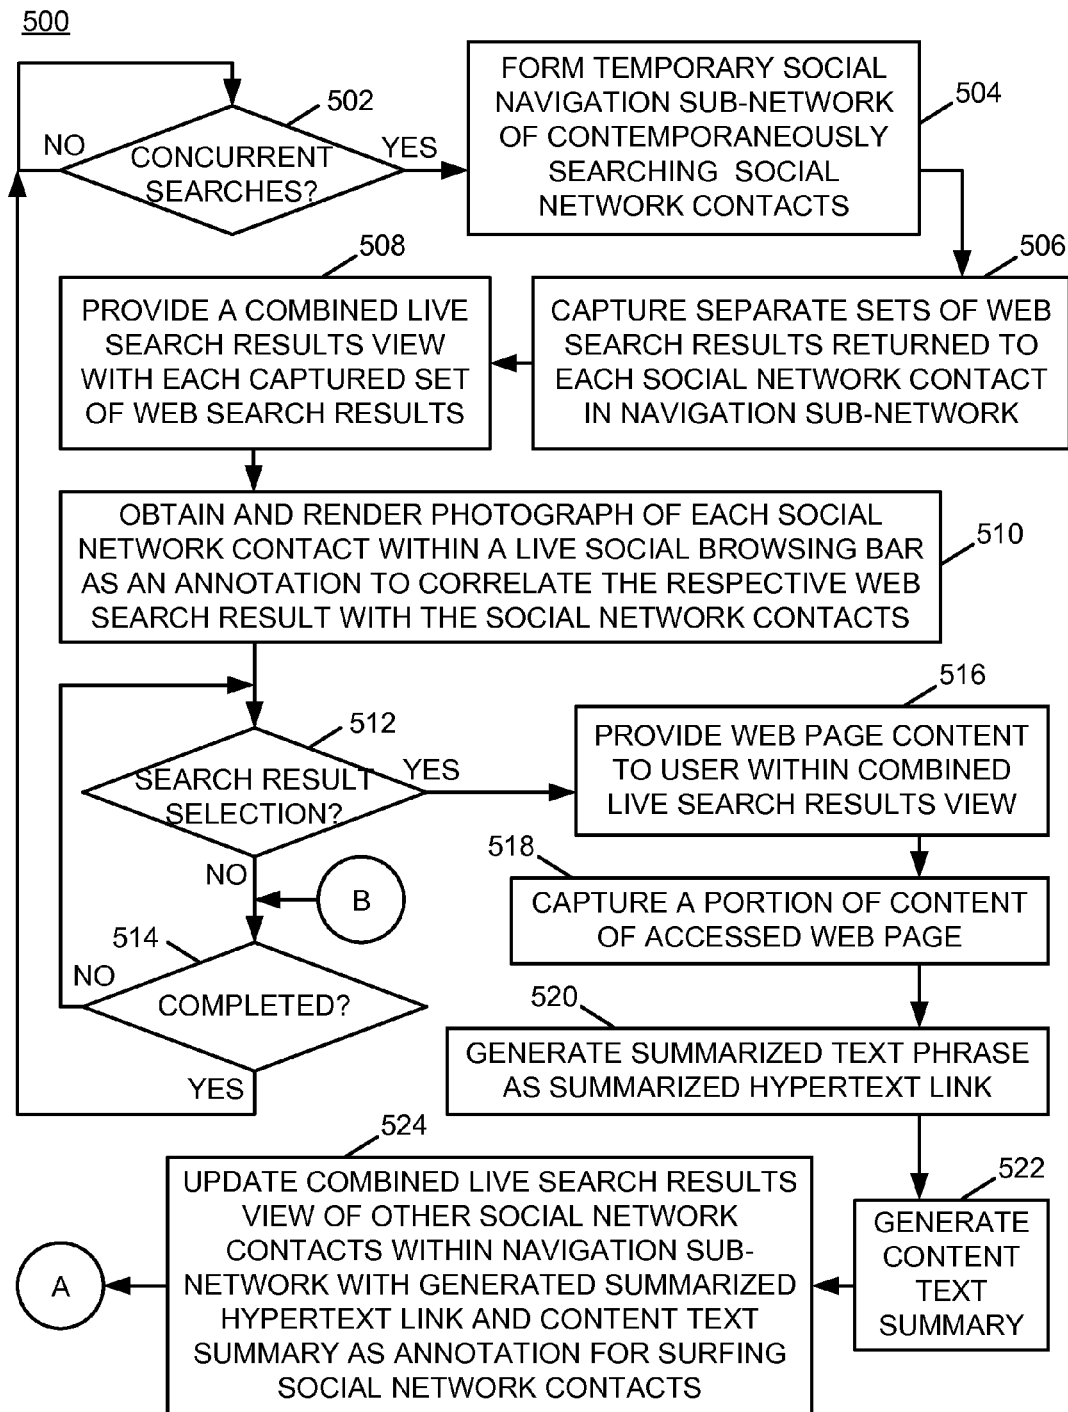 500
502
NO
YES
CONCURRENT
SEARCHES?
FORM TEMPORARY SOCIAL
NAVIGATION SUB-NETWORK
OF CONTEMPORANEOUSLY
SEARCHING SOCIAL
NETWORK CONTACTS
504
506
CAPTURE SEPARATE SETS OF WEB
SEARCH RESULTS RETURNED TO
EACH SOCIAL NETWORK CONTACT
IN NAVIGATION SUB-NETWORK
508
PROVIDE A COMBINED LIVE
SEARCH RESULTS VIEW
WITH EACH CAPTURED SET
OF WEB SEARCH RESULTS
OBTAIN AND RENDER PHOTOGRAPH OF EACH SOCIAL
NETWORK CONTACT WITHIN A LIVE SOCIAL BROWSING BAR
AS AN ANNOTATION TO CORRELATE THE RESPECTIVE WEB
SEARCH RESULT WITH THE SOCIAL NETWORK CONTACTS
510
512
SEARCH RESULT
SELECTION?
YES
NO
B
514
NO
COMPLETED?
YES
516
PROVIDE WEB PAGE CONTENT
TO USER WITHIN COMBINED
LIVE SEARCH RESULTS VIEW
518
CAPTURE A PORTION OF CONTENT
OF ACCESSED WEB PAGE
520
GENERATE SUMMARIZED TEXT PHRASE
AS SUMMARIZED HYPERTEXT LINK
522
GENERATE
CONTENT
TEXT
SUMMARY
524
UPDATE COMBINED LIVE SEARCH RESULTS
VIEW OF OTHER SOCIAL NETWORK
CONTACTS WITHIN NAVIGATION SUB-
NETWORK WITH GENERATED SUMMARIZED
HYPERTEXT LINK AND CONTENT TEXT
SUMMARY AS ANNOTATION FOR SURFING
SOCIAL NETWORK CONTACTS
A